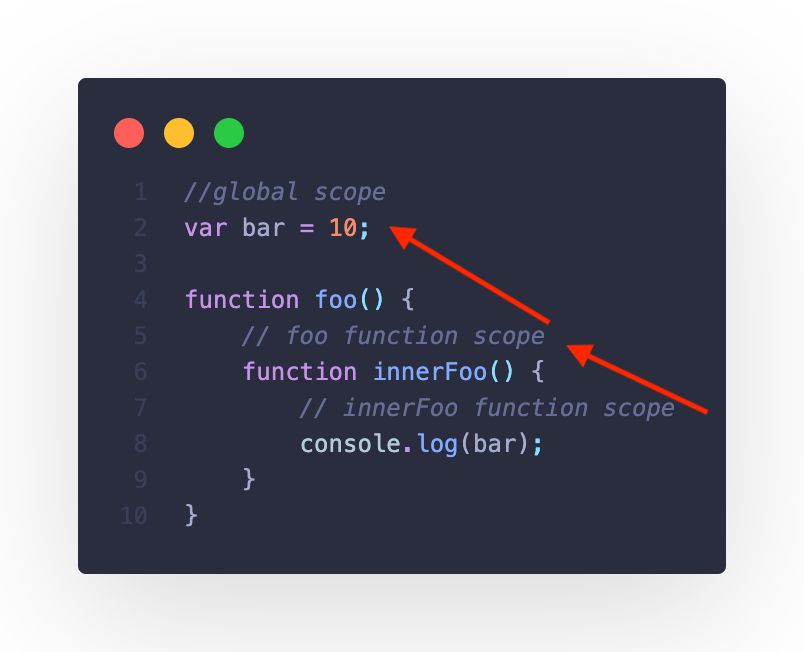 1 //global scope
2 var bar = 10;
3
4 function foo() {
5     // foo function scope
6     function innerFoo() {
7         // innerFoo function scope
8         console.log(bar);
9     }
10 }